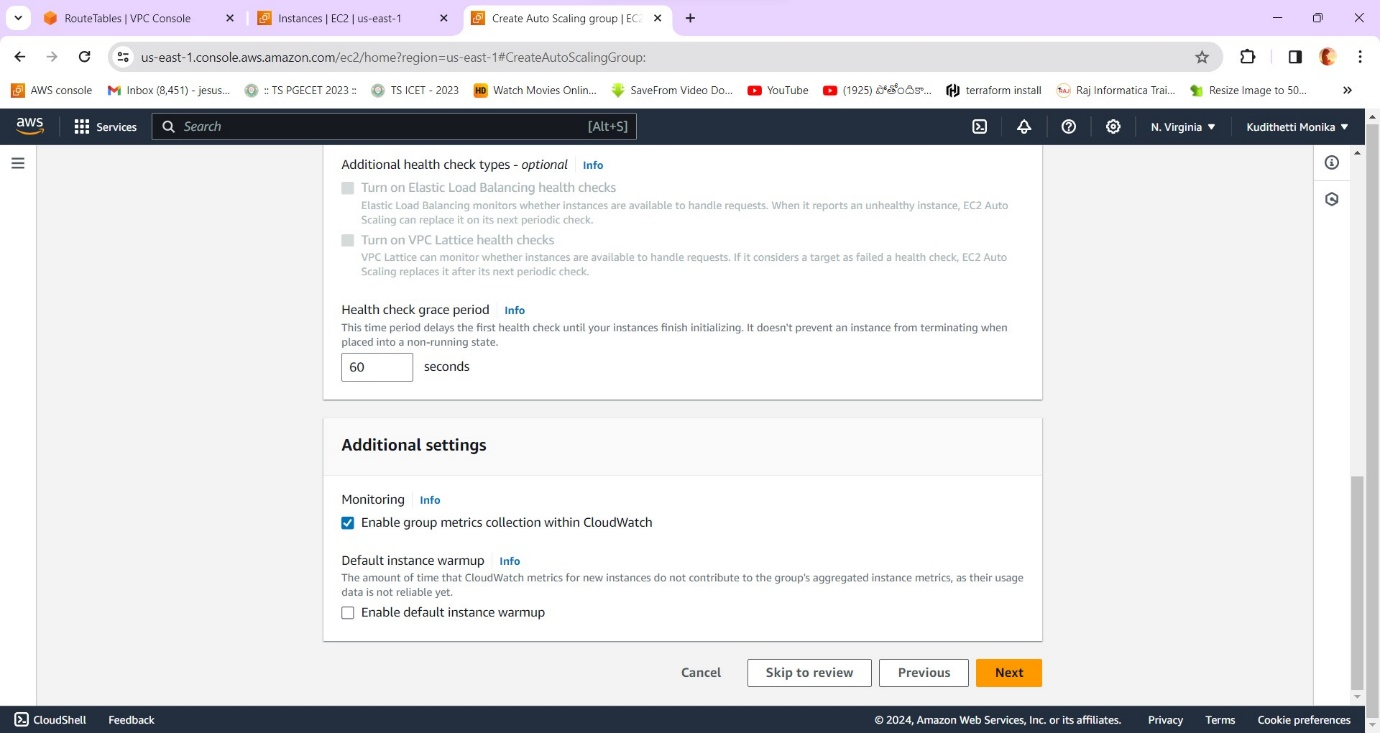 RouteTables | VPC Console
Instances | EC2 | us-east-1
Create Auto Scaling group | EC
us-east-1.console.aws.amazon.com/ec2/home?region=us-east-1#CreateAutoScalingGroup:
AWS console
Inbox (8,451) - jesus...
:: TS PGECET 2023 ::
TS ICET - 2023
HD Watch Movies Onlin...
SaveFrom Video Do...
YouTube
(1925)
terraform install
Raj Informatica Trai...
Resize Image to 50...
aws
Services
Search
[Alt+S]
N. Virginia
Kudithetti Monika
Additional health check types - optional Info
Turn on Elastic Load Balancing health checks
Elastic Load Balancing monitors whether instances are available to handle requests. When it reports an unhealthy instance, EC2 Auto
Scaling can replace it on its next periodic check.
Turn on VPC Lattice health checks
VPC Lattice can monitor whether instances are available to handle requests. If it considers a target as failed a health check, EC2 Auto
Scaling replaces it after its next periodic check.
Health check grace period Info
This time period delays the first health check until your instances finish initializing. It doesn't prevent an instance from terminating when
placed into a non-running state.
60 seconds
Additional settings
Monitoring Info
Enable group metrics collection within CloudWatch
Default instance warmup Info
The amount of time that CloudWatch metrics for new instances do not contribute to the group's aggregated instance metrics, as their usage
data is not reliable yet.
Enable default instance warmup
Cancel
Skip to review
Previous
Next
CloudShell
Feedback
© 2024, Amazon Web Services, Inc. or its affiliates.
Privacy
Terms
Cookie preferences